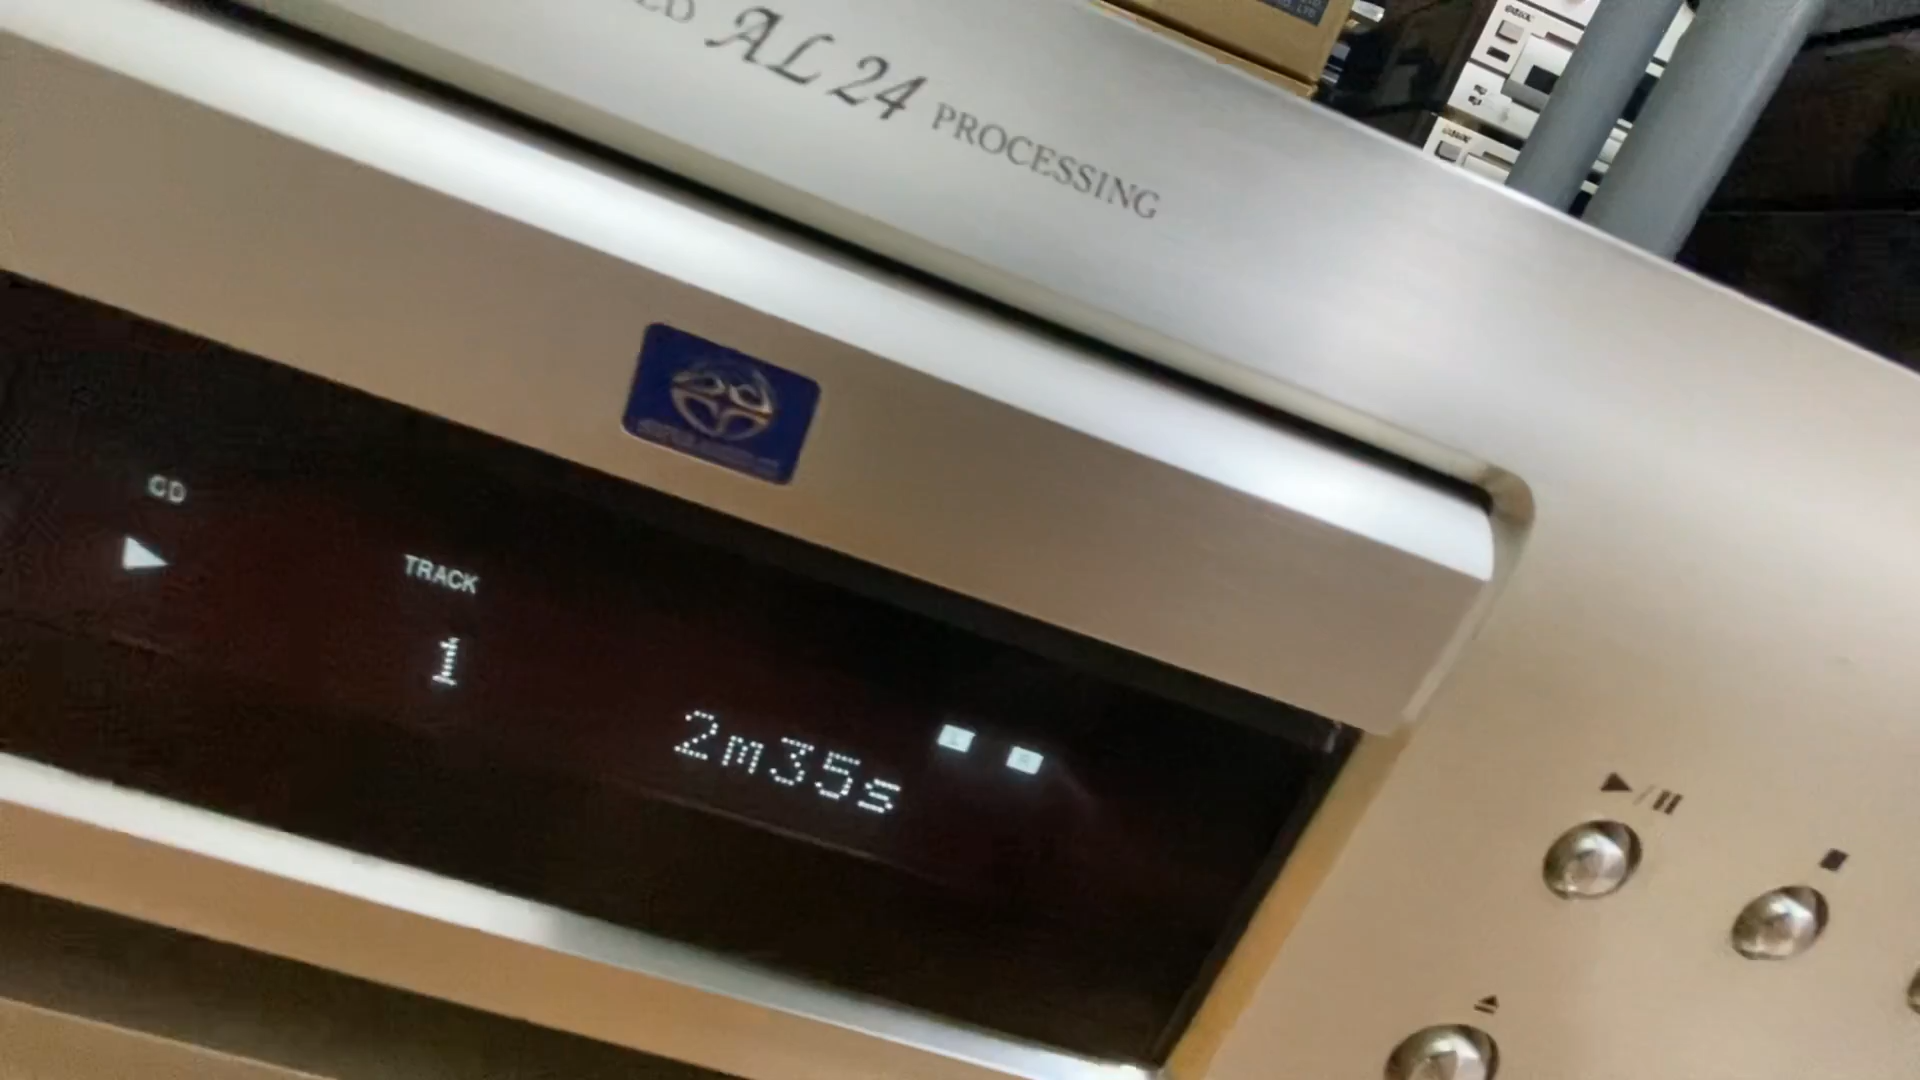 AL 24 PROCESSING
CD
TRACK
1
2m35s
L R